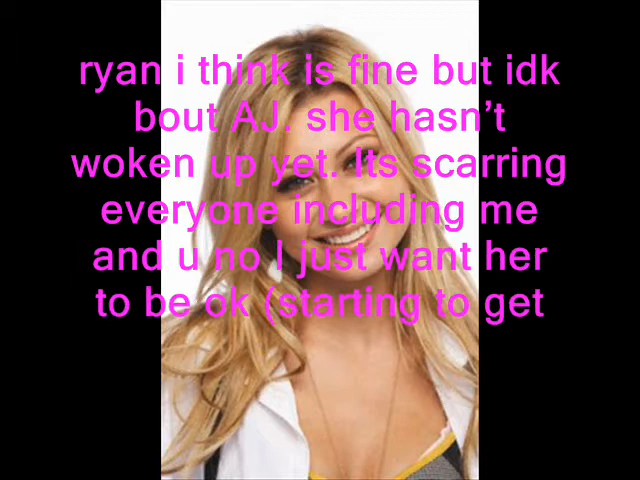 ryan i think is fine but idk
bout AJ. she hasn’t
woken up yet. Its scarring
everyone including me
and u no I just want her
to be ok (starting to get